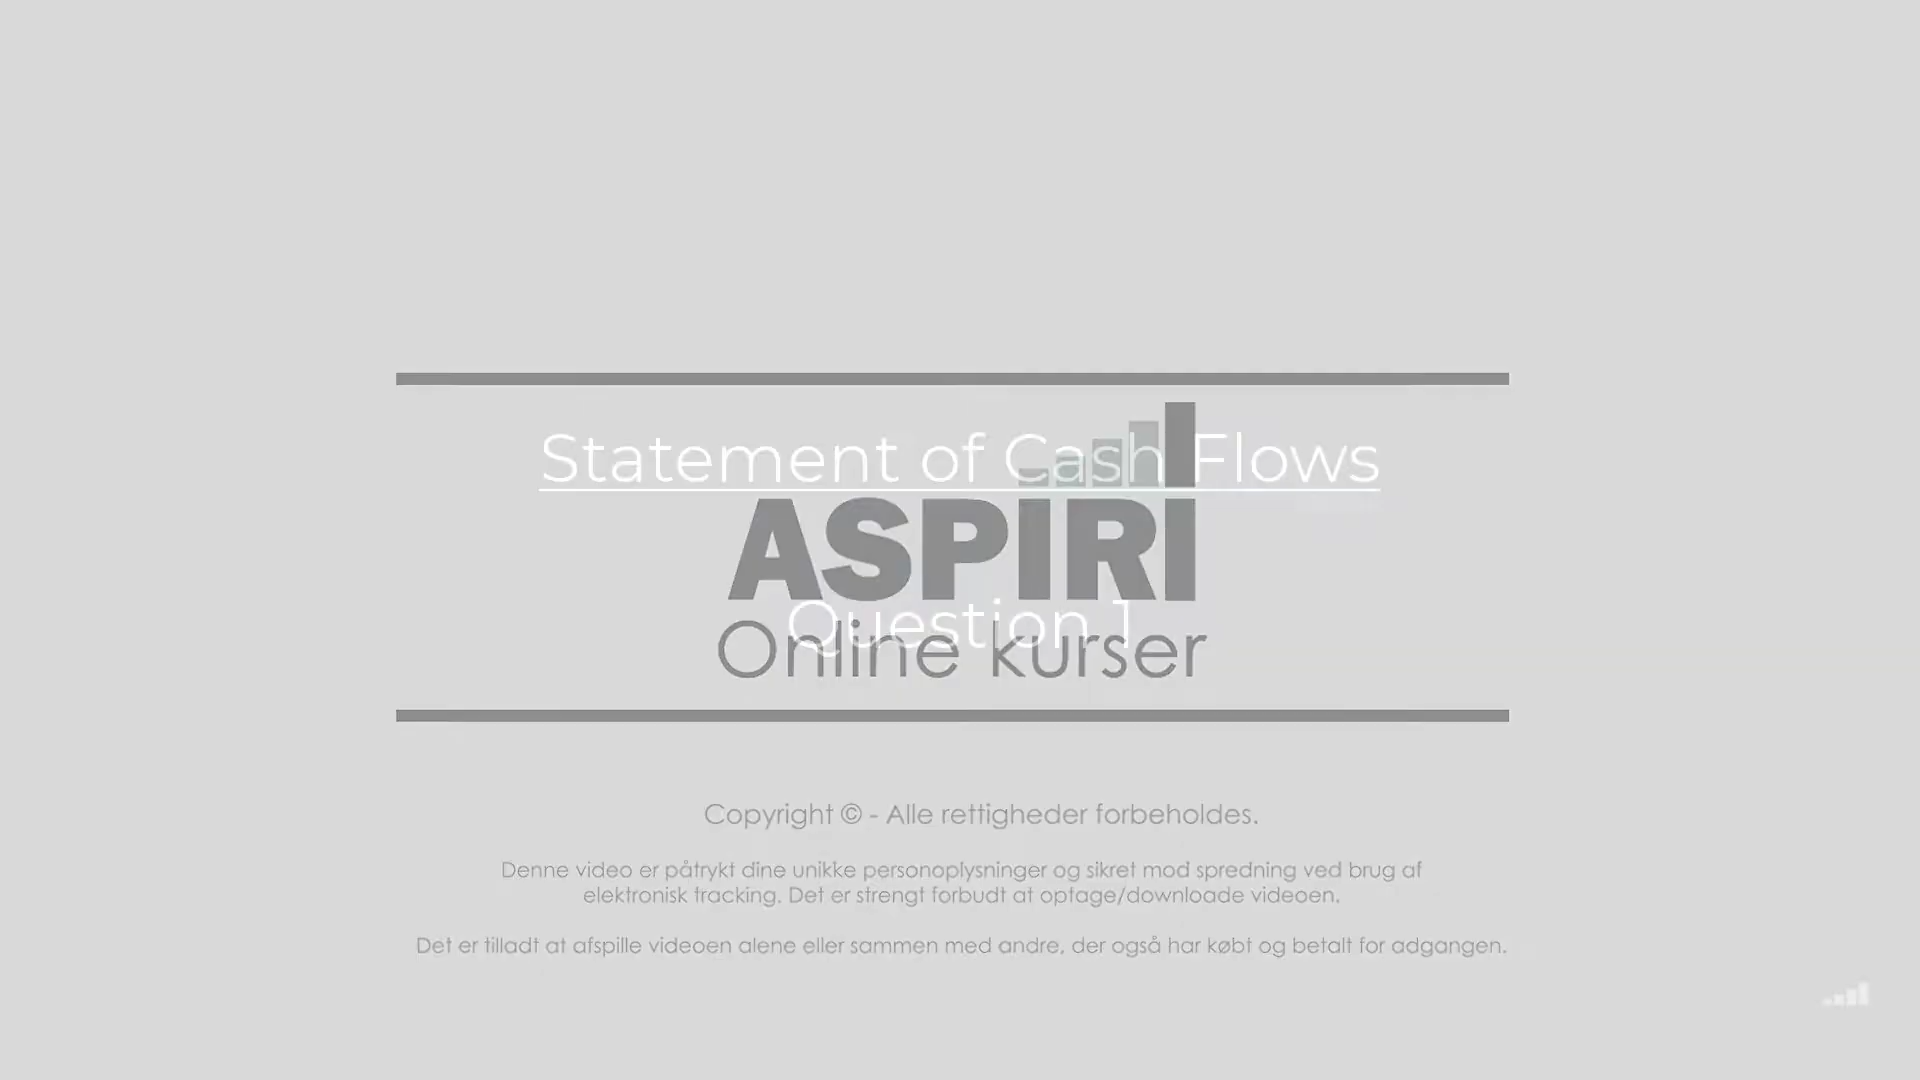 Statement of Cash Flows
ASPIRI
Question 1
Online kurser
Copyright © - Alle rettigheder forbeholdes.
Denne video er påtrykt dine unikke personoplysninger og sikret mod spredning ved brug af
elektronisk tracking. Det er strengt forbudt at optage/downloade videoen.
Det er tilladt at afspille videoen alene eller sammen med andre, der også har købt og betalt for adgangen.